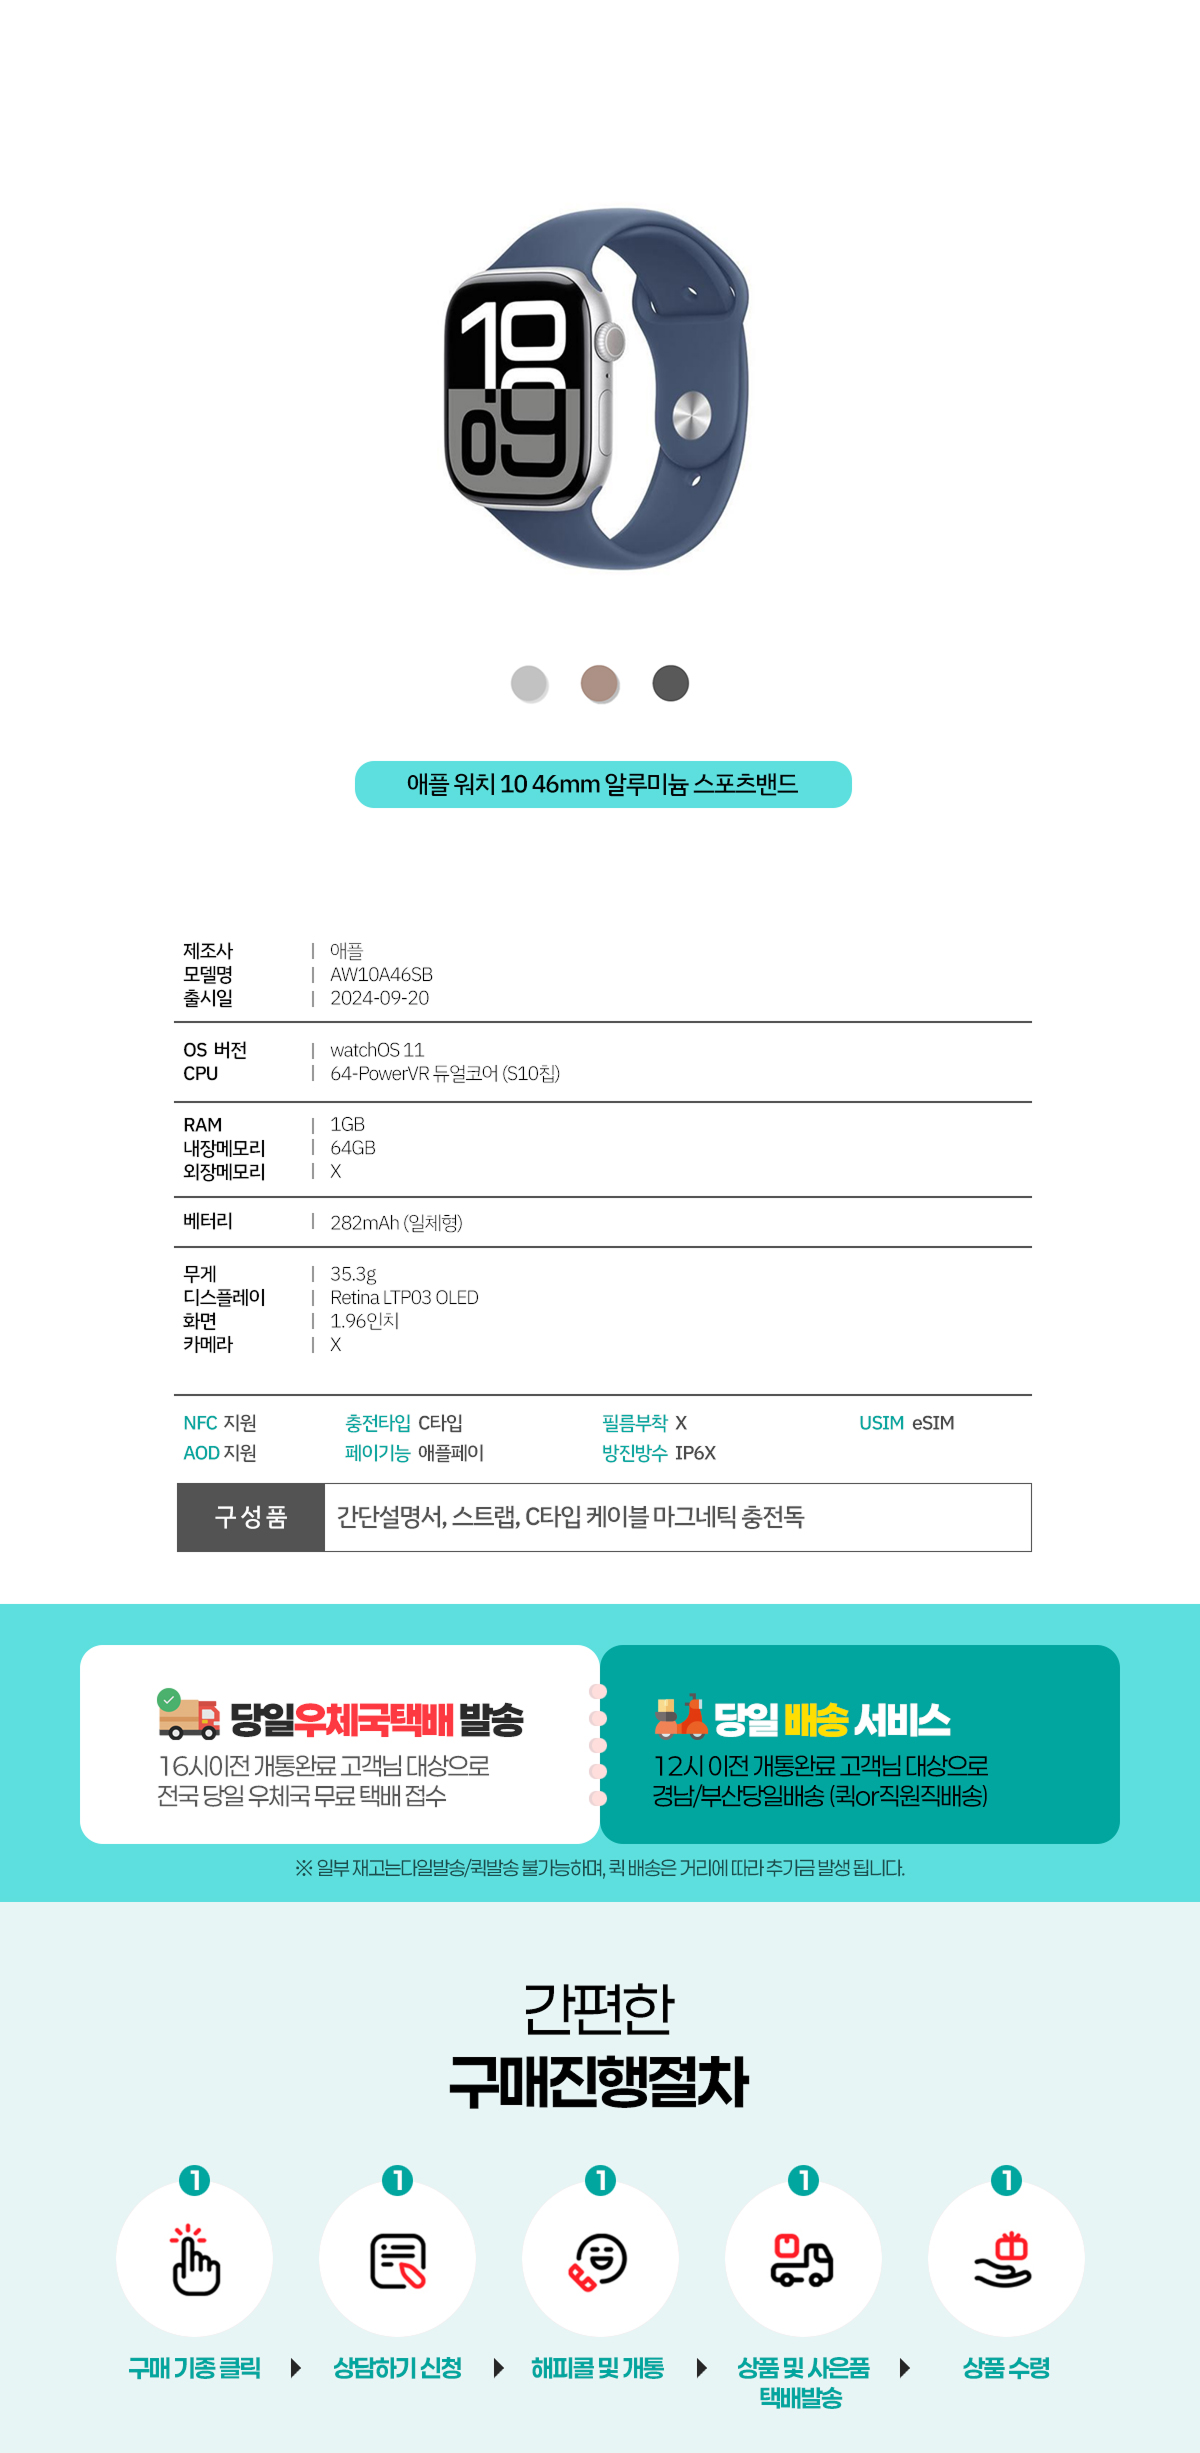 10
09
애플 워치 10 46mm 알루미늄 스포츠밴드
제조사 | 애플
모델명 | AW10A46SB
출시일 | 2024-09-20
OS 버전 | watchOS 11
CPU | 64-PowerVR 듀얼코어 (S10칩)
RAM | 1GB
내장메모리 | 64GB
외장메모리 | X
베터리 | 282mAh (일체형)
무게 | 35.3g
디스플레이 | Retina LTP03 OLED
화면 | 1.96인치
카메라 | X
NFC 지원 충전타입 C타입 필름부착 X USIM eSIM
AOD 지원 페이기능 애플페이 방진방수 IP6X
구성품 간단설명서, 스트랩, C타입 케이블 마그네틱 충전독
당일우체국택배 발송
16시이전 개통완료 고객님 대상으로
전국 당일 우체국 무료 택배 접수
당일 배송 서비스
12시 이전 개통완료 고객님 대상으로
경남/부산당일배송 (퀵or직원직배송)
※ 일부 재고는다일발송/퀵발송 불가능하며, 퀵 배송은 거리에 따라 추가금 발생 됩니다.
간편한
구매진행절차
1 1 1 1 1
구매 기종 클릭 상담하기 신청 해피콜 및 개통 상품 및 사은품 상품 수령
택배발송